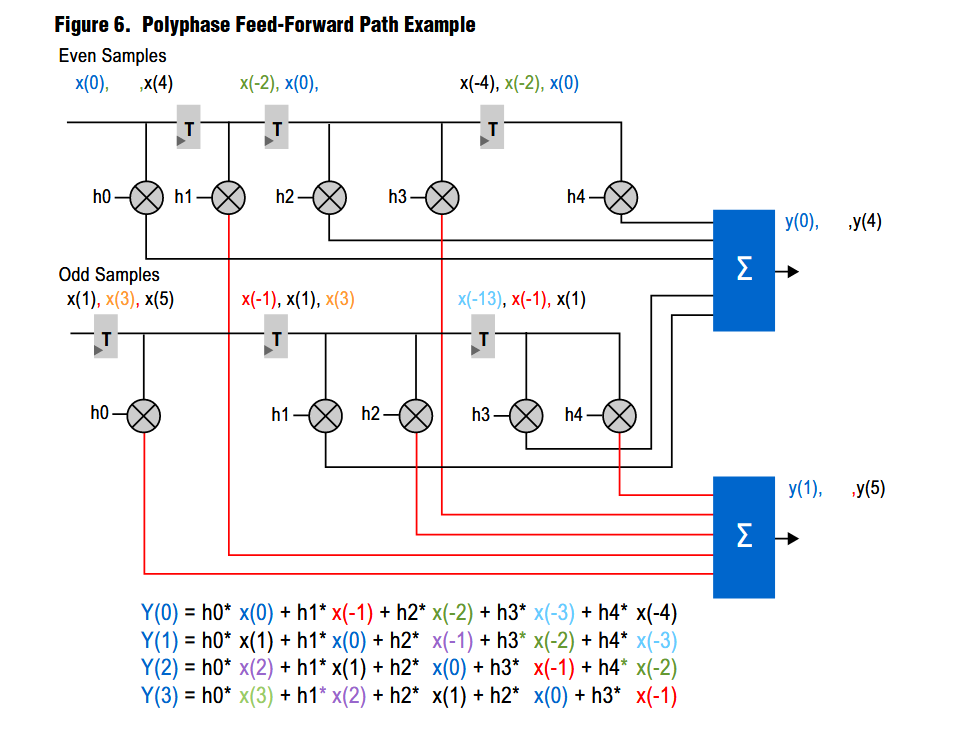 Figure 6. Polyphase Feed-Forward Path Example
Even Samples
x(0), ,x(4) x(-2), x(0), x(-4), x(-2), x(0)
T T T
h0 h1 h2 h3 h4
y(0), ,y(4)
Σ
Odd Samples
x(1), x(3), x(5) x(-1), x(1), x(3) x(-13), x(-1), x(1)
T T T
h0 h1 h2 h3 h4
y(1), ,y(5)
Σ
Y(0) = h0* x(0) + h1* x(-1) + h2* x(-2) + h3* x(-3) + h4* x(-4)
Y(1) = h0* x(1) + h1* x(0) + h2* x(-1) + h3* x(-2) + h4* x(-3)
Y(2) = h0* x(2) + h1* x(1) + h2* x(0) + h3* x(-1) + h4* x(-2)
Y(3) = h0* x(3) + h1* x(2) + h2* x(1) + h2* x(0) + h3* x(-1)